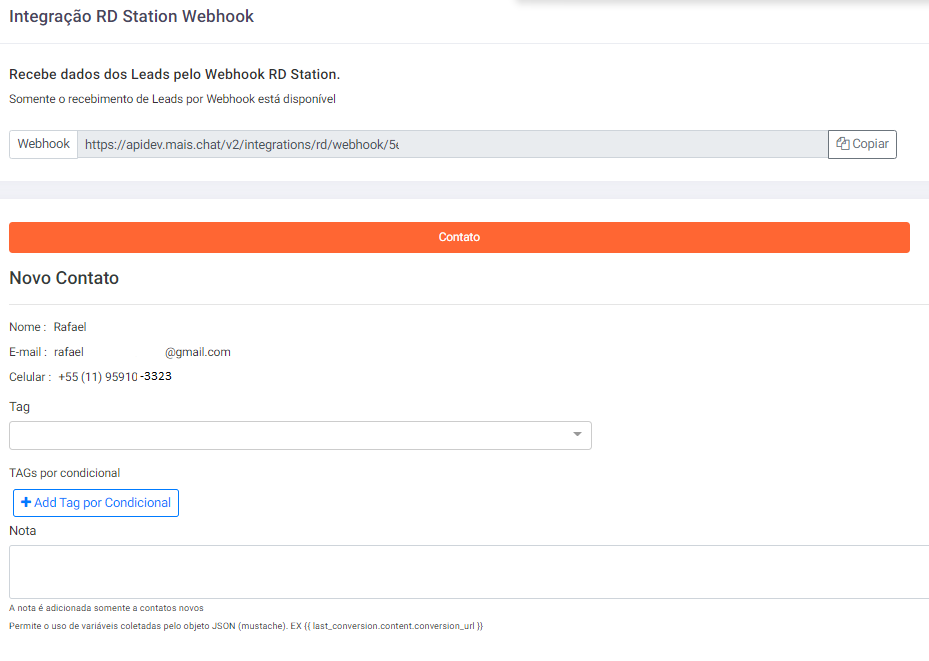 Integração RD Station Webhook
Recebe dados dos Leads pelo Webhook RD Station.
Somente o recebimento de Leads por Webhook está disponível
Webhook https://apidev.mais.chat/v2/integrations/rd/webhook/5 Copiar
Contato
Novo Contato
Nome : Rafael
E-mail : rafael @gmail.com
Celular : +55 (11) 95910-3323
Tag
TAGs por condicional
+ Add Tag por Condicional
Nota
A nota é adicionada somente a contatos novos
Permite o uso de variáveis coletadas pelo objeto JSON (mustache). EX {{ last_conversion.content.conversion_url }}